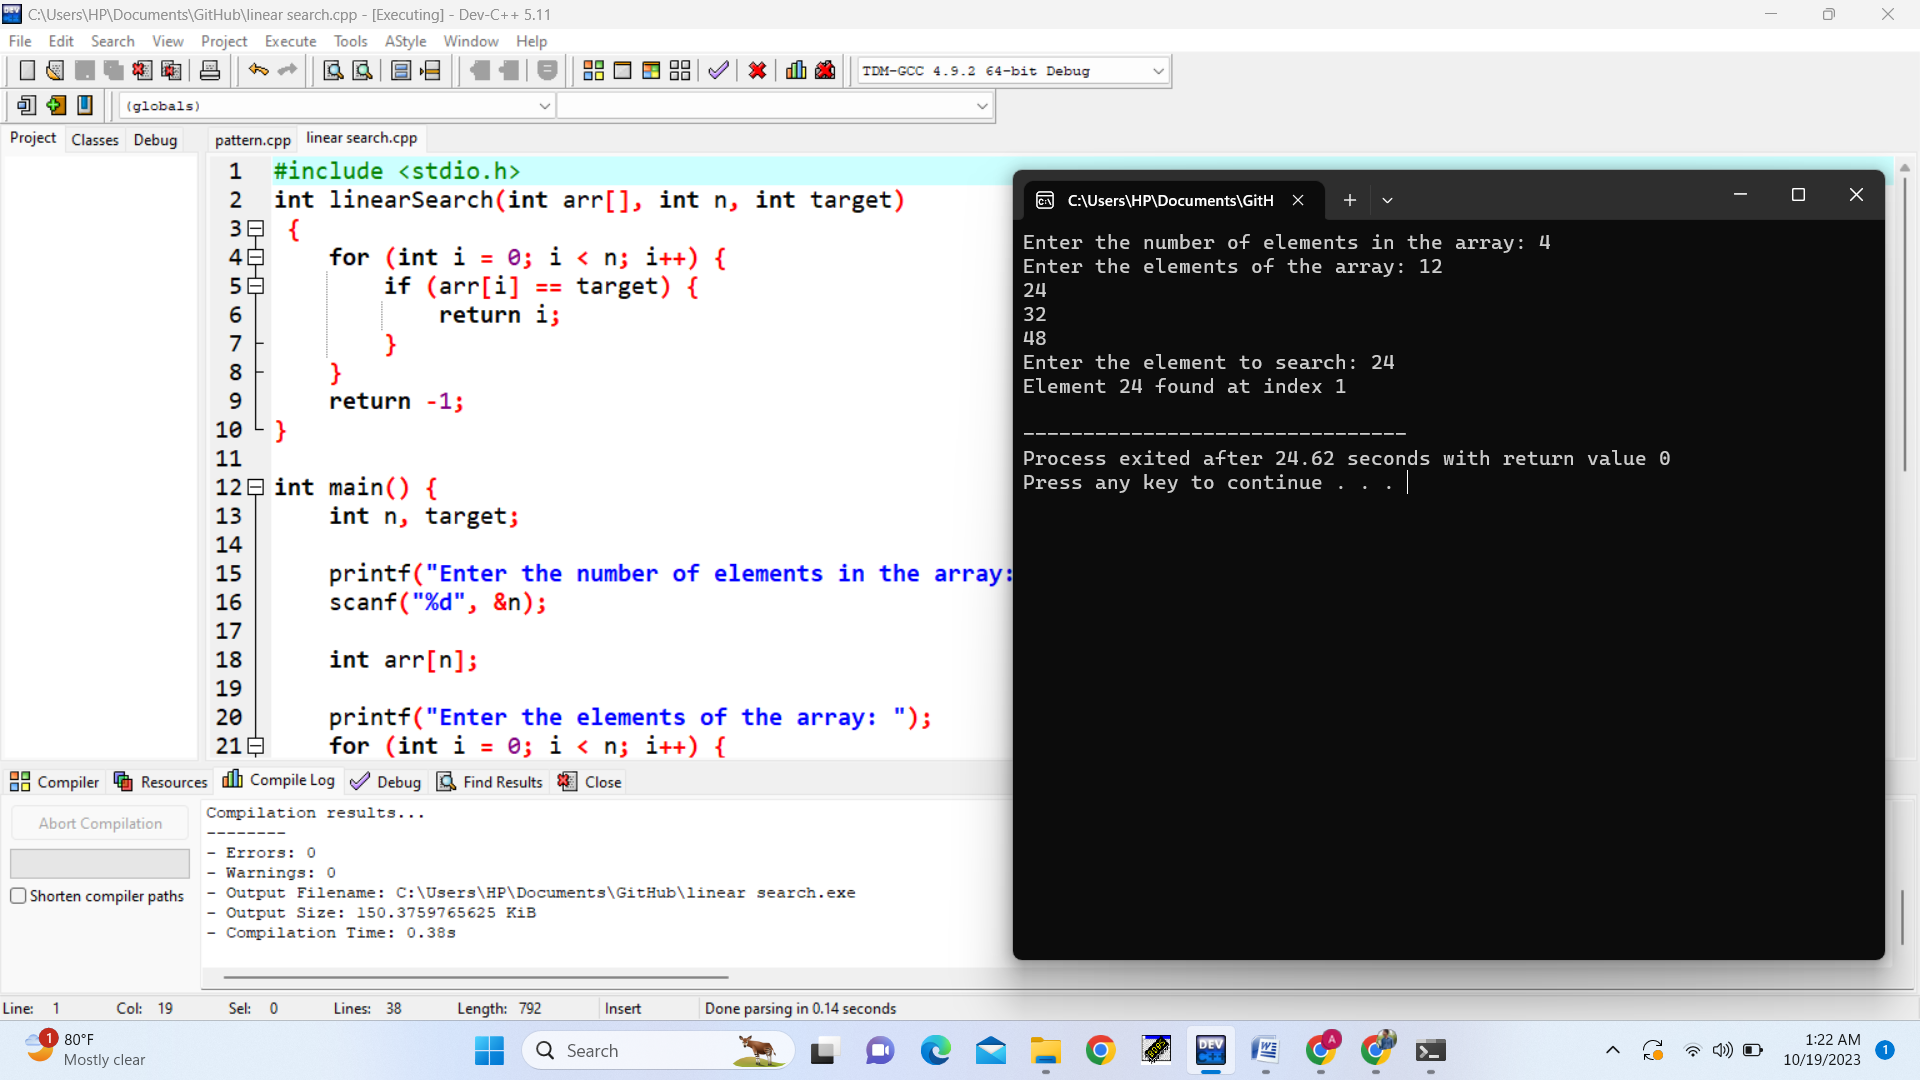 C:\Users\HP\Documents\GitHub\linear search.cpp - [Executing] - Dev-C++ 5.11
File Edit Search View Project Execute Tools AStyle Window Help
TDM-GCC 4.9.2 64-bit Debug
(globals)
Project Classes Debug
pattern.cpp linear search.cpp
1 #include <stdio.h>
2 int linearSearch(int arr[], int n, int target)
3 {
4 for (int i = 0; i < n; i++) {
5 if (arr[i] == target) {
6 return i;
7 }
8 }
9 return -1;
10 }
11
12 int main() {
13 int n, target;
14
15 printf("Enter the number of elements in the array:
16 scanf("%d", &n);
17
18 int arr[n];
19
20 printf("Enter the elements of the array: ");
21 for (int i = 0; i < n; i++) {
C:\Users\HP\Documents\GitH
Enter the number of elements in the array: 4
Enter the elements of the array: 12
24
32
48
Enter the element to search: 24
Element 24 found at index 1
--------------------------------
Process exited after 24.62 seconds with return value 0
Press any key to continue . . .
Compiler Resources Compile Log Debug Find Results Close
Abort Compilation
Shorten compiler paths
Compilation results...
--------
- Errors: 0
- Warnings: 0
- Output Filename: C:\Users\HP\Documents\GitHub\linear search.exe
- Output Size: 150.3759765625 KiB
- Compilation Time: 0.38s
Line: 1 Col: 19 Sel: 0 Lines: 38 Length: 792 Insert Done parsing in 0.14 seconds
1
80°F
Mostly clear
Search
DEV
A
1:22 AM
10/19/2023
1